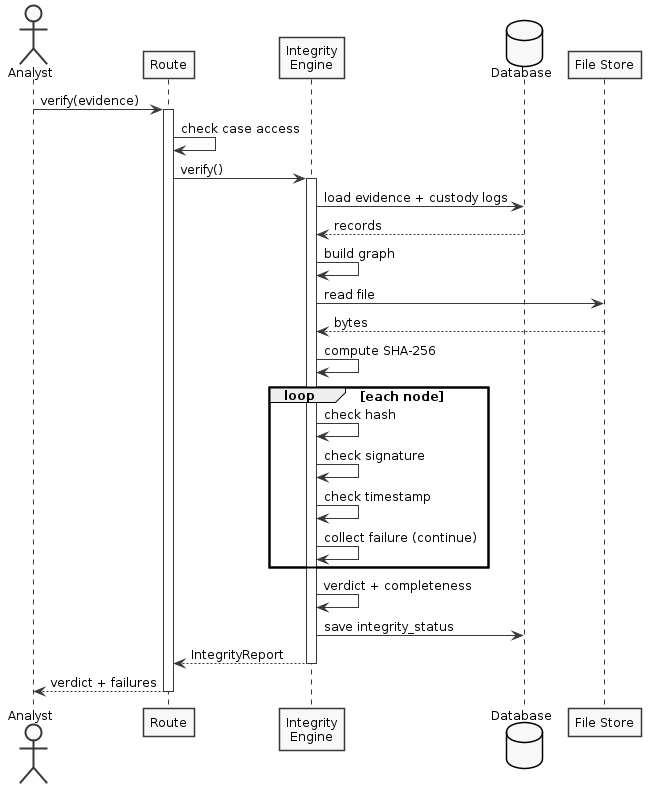 Analyst
Route
Integrity
Engine
Database
File Store
verify(evidence)
check case access
verify()
load evidence + custody logs
records
build graph
read file
bytes
compute SHA-256
loop [each node]
check hash
check signature
check timestamp
collect failure (continue)
verdict + completeness
save integrity_status
IntegrityReport
verdict + failures
Analyst
Route
Integrity
Engine
Database
File Store